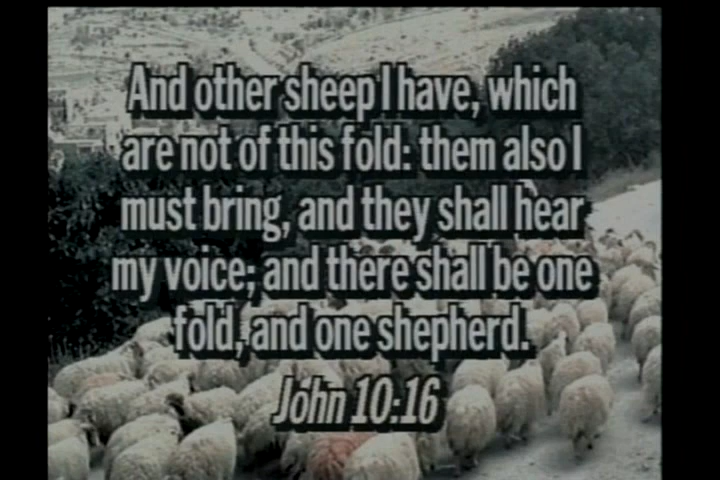 And other sheep I have, which
are not of this fold: them also I
must bring, and they shall hear
my voice; and there shall be one
fold, and one shepherd.
John 10:16